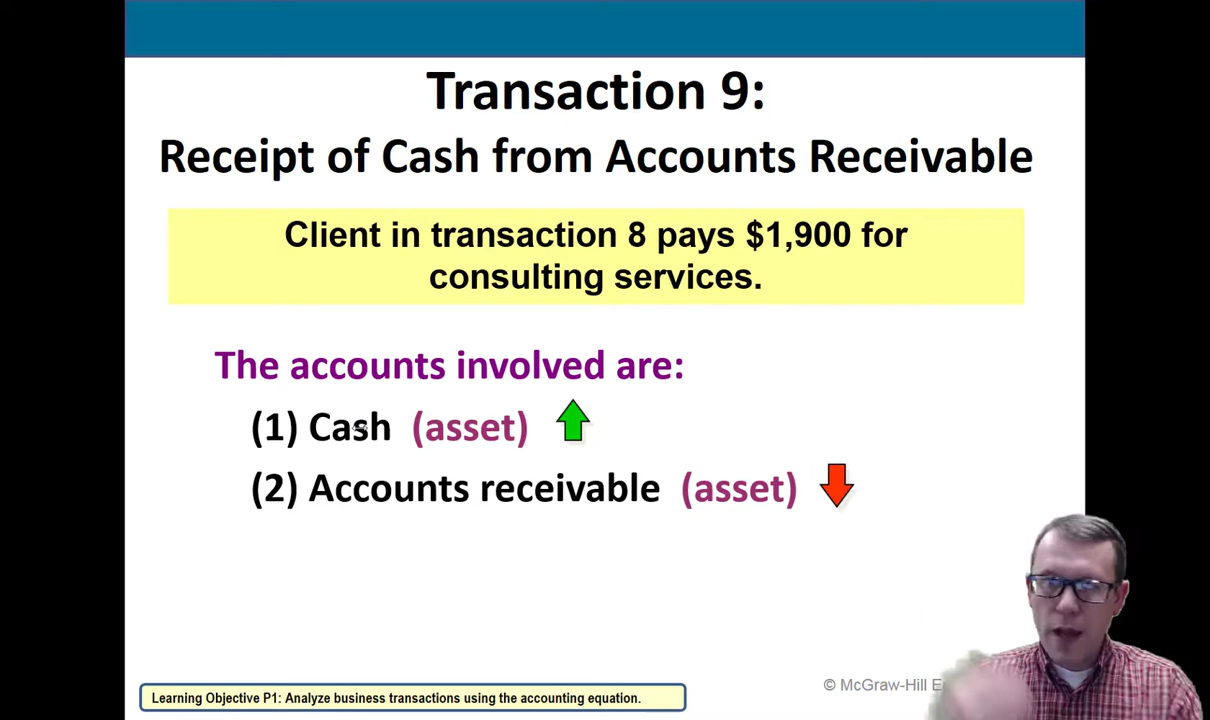 Transaction 9:
Receipt of Cash from Accounts Receivable
Client in transaction 8 pays $1,900 for
consulting services.
The accounts involved are:
(1) Cash (asset)
(2) Accounts receivable (asset)
Learning Objective P1: Analyze business transactions using the accounting equation.
© McGraw-Hill